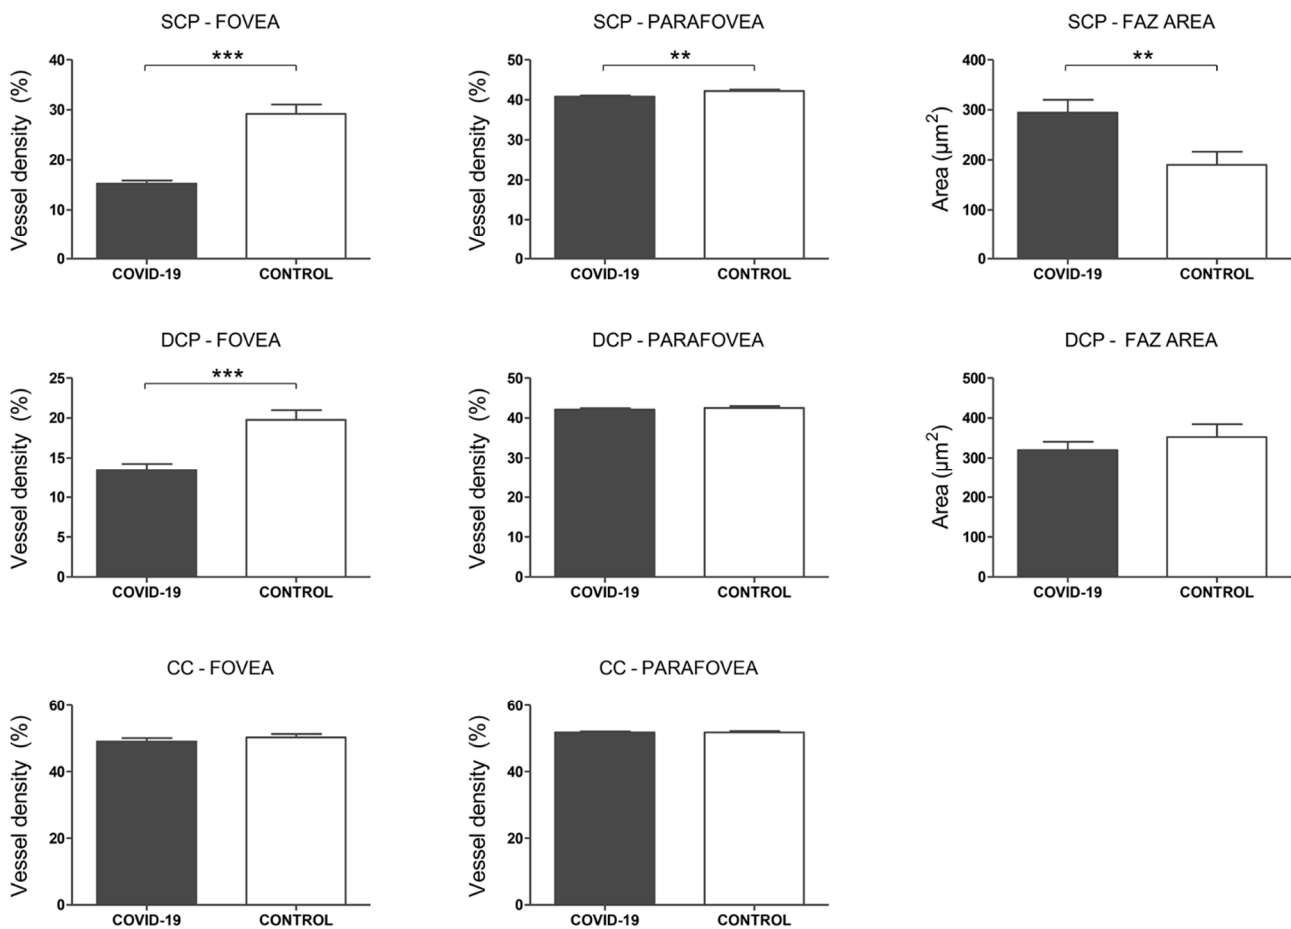 SCP - FOVEA
Vessel density (%)
40
30
20
10
0
***
COVID-19
CONTROL
SCP - PARAFOVEA
Vessel density (%)
50
40
30
20
10
0
**
COVID-19
CONTROL
SCP - FAZ AREA
Area (µm²)
400
300
200
100
0
**
COVID-19
CONTROL
DCP - FOVEA
Vessel density (%)
25
20
15
10
5
0
***
COVID-19
CONTROL
DCP - PARAFOVEA
Vessel density (%)
50
40
30
20
10
0
COVID-19
CONTROL
DCP - FAZ AREA
Area (µm²)
500
400
300
200
100
0
COVID-19
CONTROL
CC - FOVEA
Vessel density (%)
60
40
20
0
COVID-19
CONTROL
CC - PARAFOVEA
Vessel density (%)
60
40
20
0
COVID-19
CONTROL